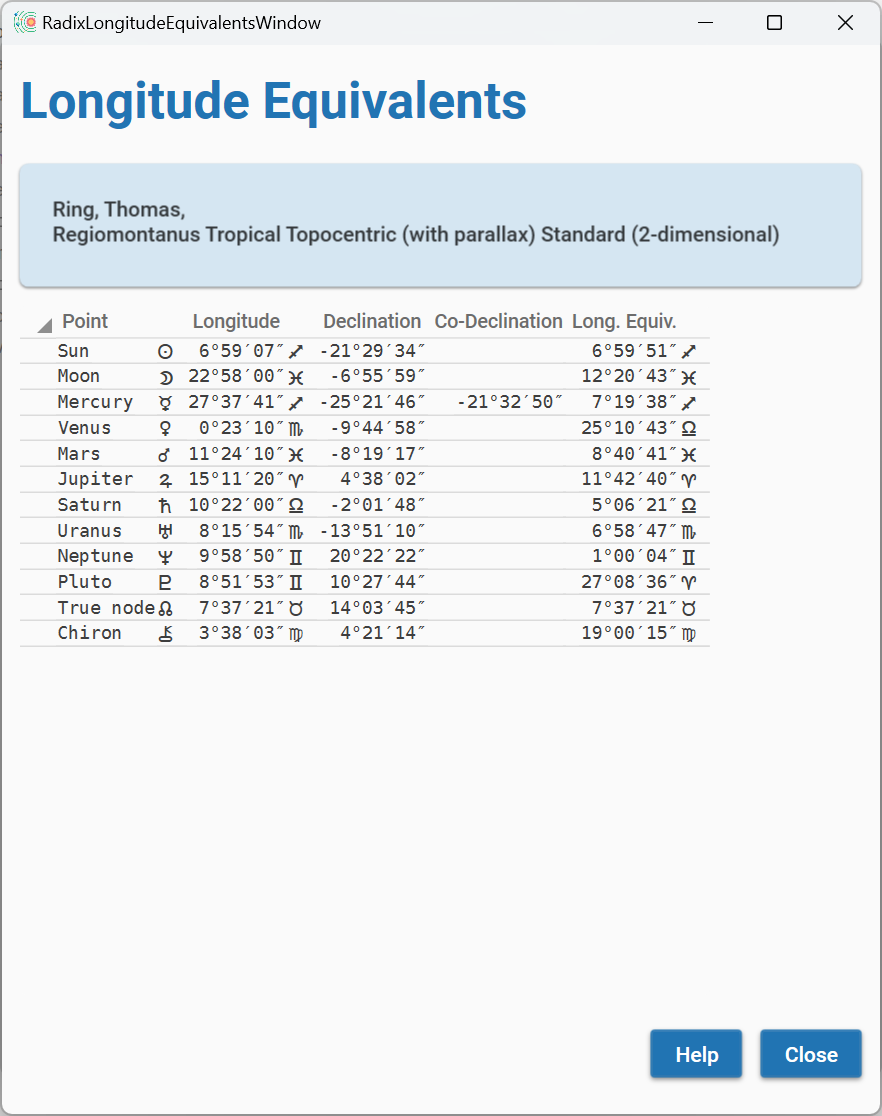 RadixLongitudeEquivalentsWindow
Longitude Equivalents
Ring, Thomas,
Regiomontanus Tropical Topocentric (with parallax) Standard (2-dimensional)
Point Longitude Declination Co-Declination Long. Equiv.
Sun ☉ 6°59′07″♐ -21°29′34″ 6°59′51″♐
Moon ☽ 22°58′00″♓ -6°55′59″ 12°20′43″♓
Mercury ☿ 27°37′41″♐ -25°21′46″ -21°32′50″ 7°19′38″♐
Venus ♀ 0°23′10″♏ -9°44′58″ 25°10′43″♎
Mars ♂ 11°24′10″♓ -8°19′17″ 8°40′41″♓
Jupiter ♃ 15°11′20″♈ 4°38′02″ 11°42′40″♈
Saturn ♄ 10°22′00″♎ -2°01′48″ 5°06′21″♎
Uranus ♅ 8°15′54″♏ -13°51′10″ 6°58′47″♏
Neptune ♆ 9°58′50″♊ 20°22′22″ 1°00′04″♊
Pluto ♇ 8°51′53″♊ 10°27′44″ 27°08′36″♈
True node ☊ 7°37′21″♉ 14°03′45″ 7°37′21″♉
Chiron ⚷ 3°38′03″♍ 4°21′14″ 19°00′15″♍
Help Close